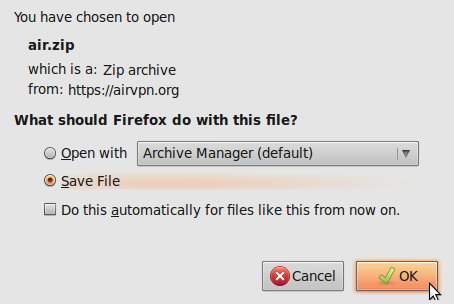 You have chosen to open
air.zip
which is a: Zip archive
from: https://airvpn.org
What should Firefox do with this file?
Open with Archive Manager (default)
Save File
Do this automatically for files like this from now on.
Cancel OK